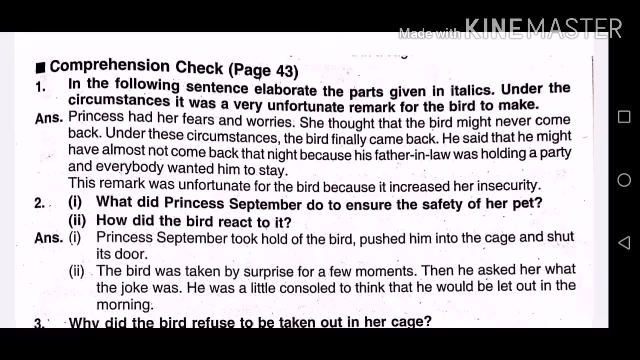 Made with KINEMASTER
■ Comprehension Check (Page 43)
1. In the following sentence elaborate the parts given in italics. Under the
circumstances it was a very unfortunate remark for the bird to make.
Ans. Princess had her fears and worries. She thought that the bird might never come
back. Under these circumstances, the bird finally came back. He said that he might
have almost not come back that night because his father-in-law was holding a party
and everybody wanted him to stay.
This remark was unfortunate for the bird because it increased her insecurity.
2. (i) What did Princess September do to ensure the safety of her pet?
(ii) How did the bird react to it?
Ans. (i) Princess September took hold of the bird, pushed him into the cage and shut
its door.
(ii) The bird was taken by surprise for a few moments. Then he asked her what
the joke was. He was a little consoled to think that he would be let out in the
morning.
3. Why did the bird refuse to be taken out in her cage?